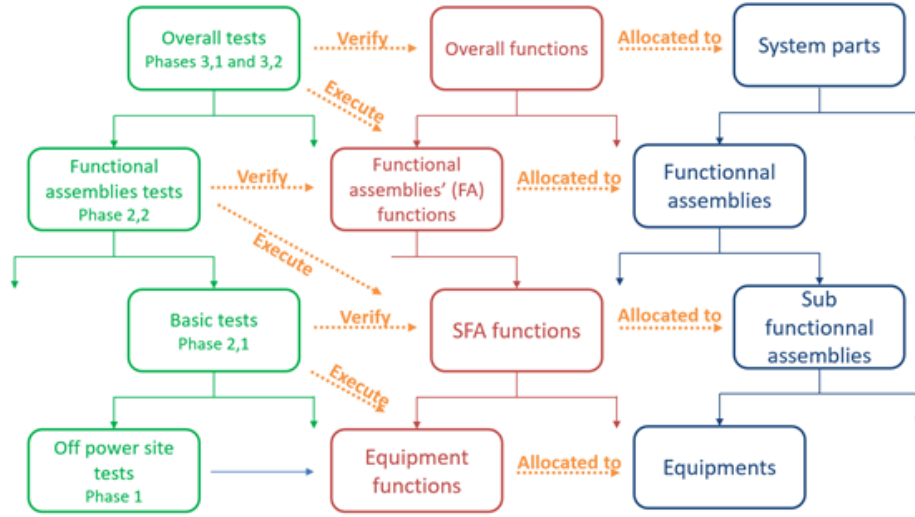 Overall tests
Phases 3,1 and 3,2
Verify
Overall functions
Allocated to
System parts
Execute
Functional
assemblies tests
Phase 2,2
Verify
Functional
assemblies' (FA)
functions
Allocated to
Functionnal
assemblies
Execute
Basic tests
Phase 2,1
Verify
SFA functions
Allocated to
Sub
functionnal
assemblies
Execute
Off power site
tests
Phase 1
Equipment
functions
Allocated to
Equipments